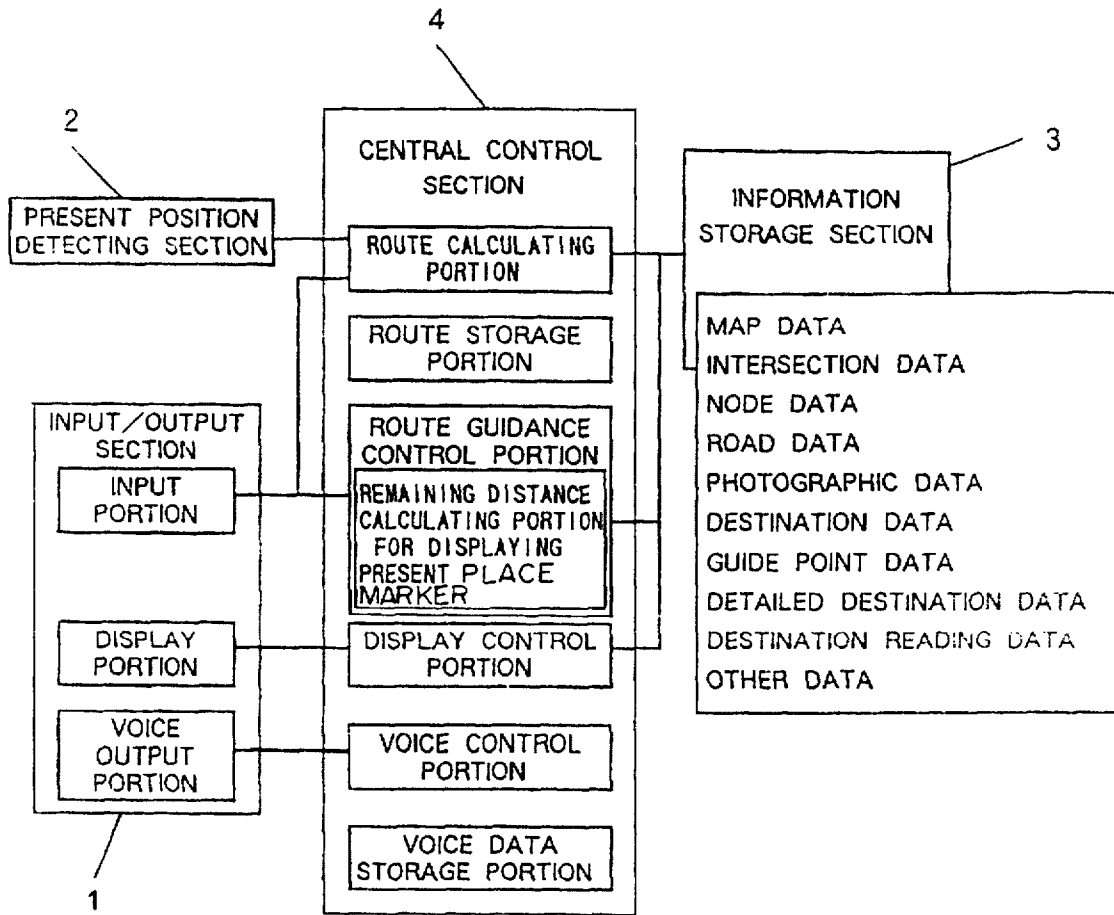 4
2
3
CENTRAL CONTROL
SECTION
PRESENT POSITION
DETECTING SECTION
ROUTE CALCULATING
PORTION
INFORMATION
STORAGE SECTION
ROUTE STORAGE
PORTION
MAP DATA
INTERSECTION DATA
NODE DATA
ROAD DATA
PHOTOGRAPHIC DATA
DESTINATION DATA
GUIDE POINT DATA
DETAILED DESTINATION DATA
DESTINATION READING DATA
OTHER DATA
INPUT/OUTPUT
SECTION
INPUT
PORTION
ROUTE GUIDANCE
CONTROL PORTION
REMAINING DISTANCE
CALCULATING PORTION
FOR DISPLAYING
PRESENT PLACE
MARKER
DISPLAY
PORTION
DISPLAY CONTROL
PORTION
VOICE
OUTPUT
PORTION
VOICE CONTROL
PORTION
VOICE DATA
STORAGE PORTION
1